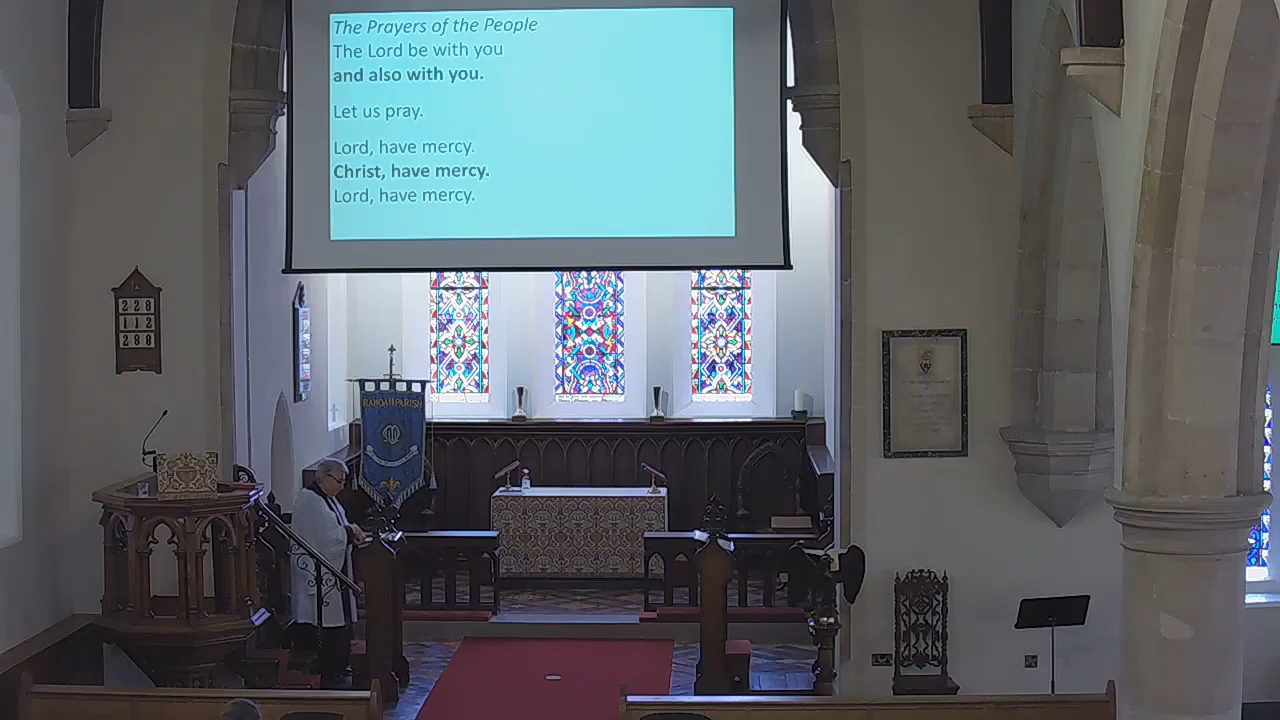 The Prayers of the People
The Lord be with you
and also with you.
Let us pray.
Lord, have mercy.
Christ, have mercy.
Lord, have mercy.
228
112
280
RAMOAN PARISH